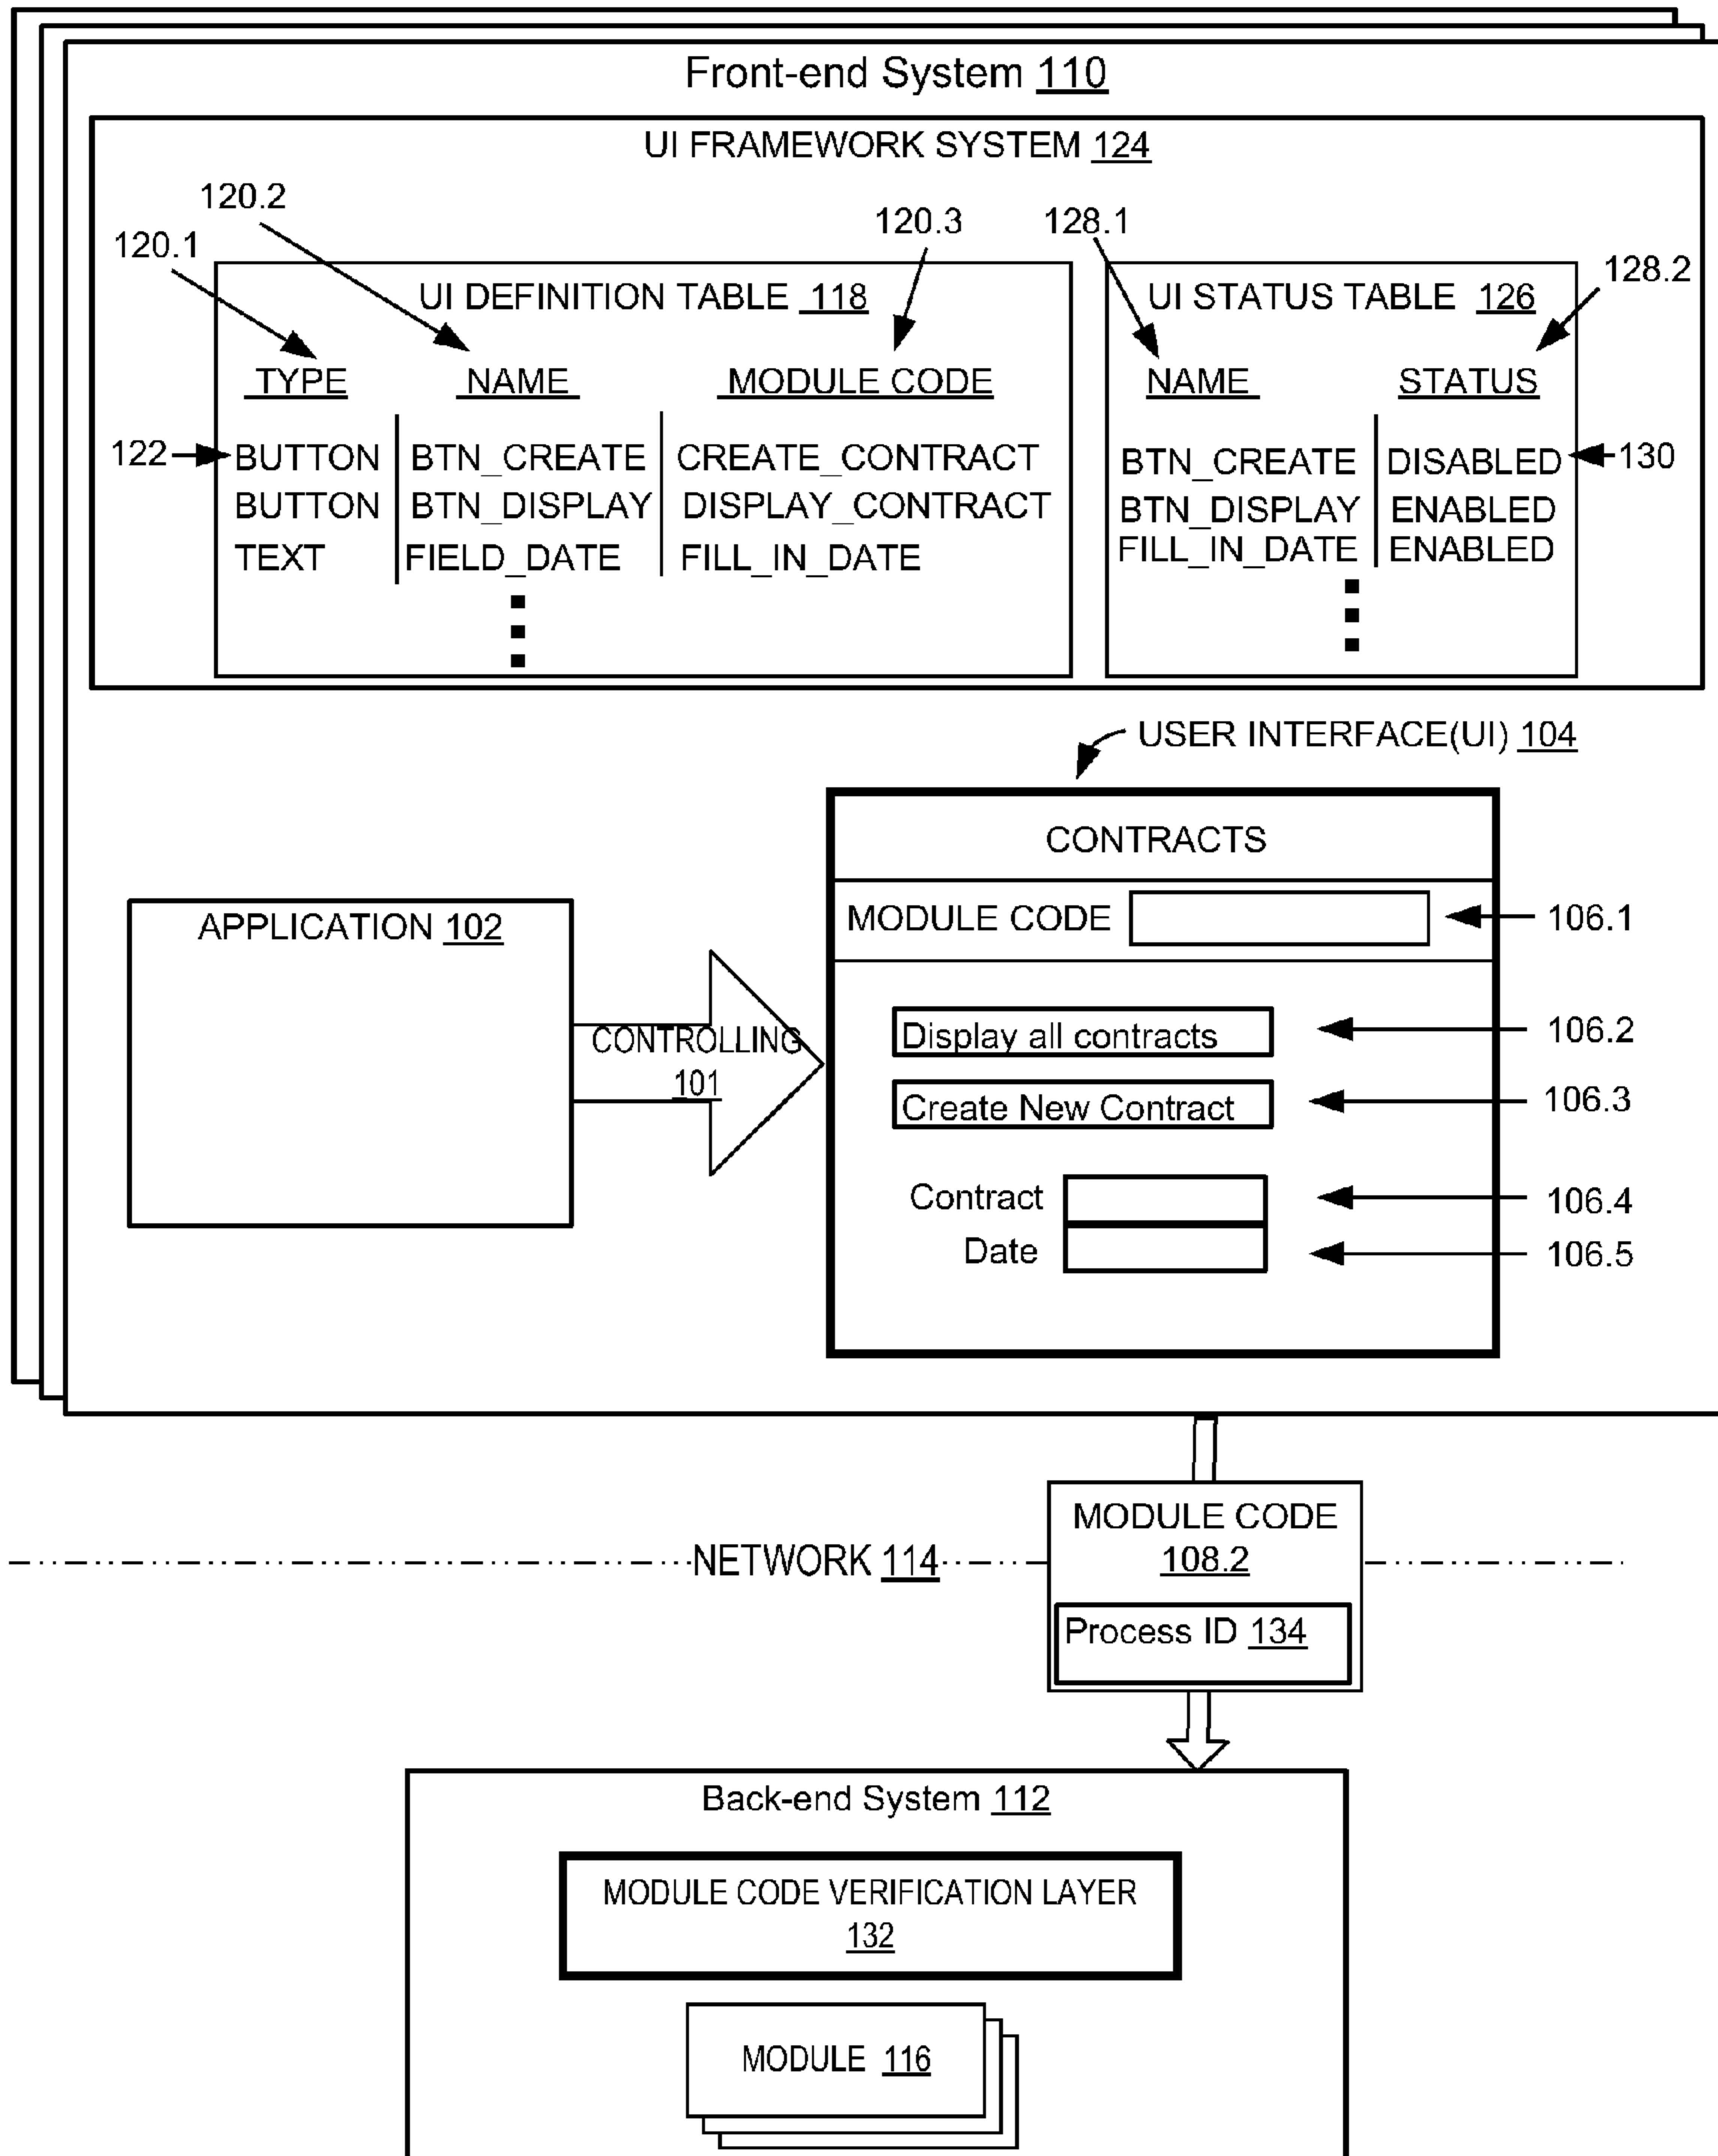 Front-end System 110
UI FRAMEWORK SYSTEM 124
120.2
120.1
120.3
128.1
128.2
UI DEFINITION TABLE 118
TYPE NAME MODULE CODE
122 BUTTON BTN_CREATE CREATE_CONTRACT
BUTTON BTN_DISPLAY DISPLAY_CONTRACT
TEXT FIELD_DATE FILL_IN_DATE
UI STATUS TABLE 126
NAME STATUS
BTN_CREATE DISABLED 130
BTN_DISPLAY ENABLED
FILL_IN_DATE ENABLED
USER INTERFACE(UI) 104
APPLICATION 102
CONTROLLING
101
CONTRACTS
MODULE CODE 106.1
Display all contracts 106.2
Create New Contract 106.3
Contract 106.4
Date 106.5
NETWORK 114
MODULE CODE
108.2
Process ID 134
Back-end System 112
MODULE CODE VERIFICATION LAYER
132
MODULE 116